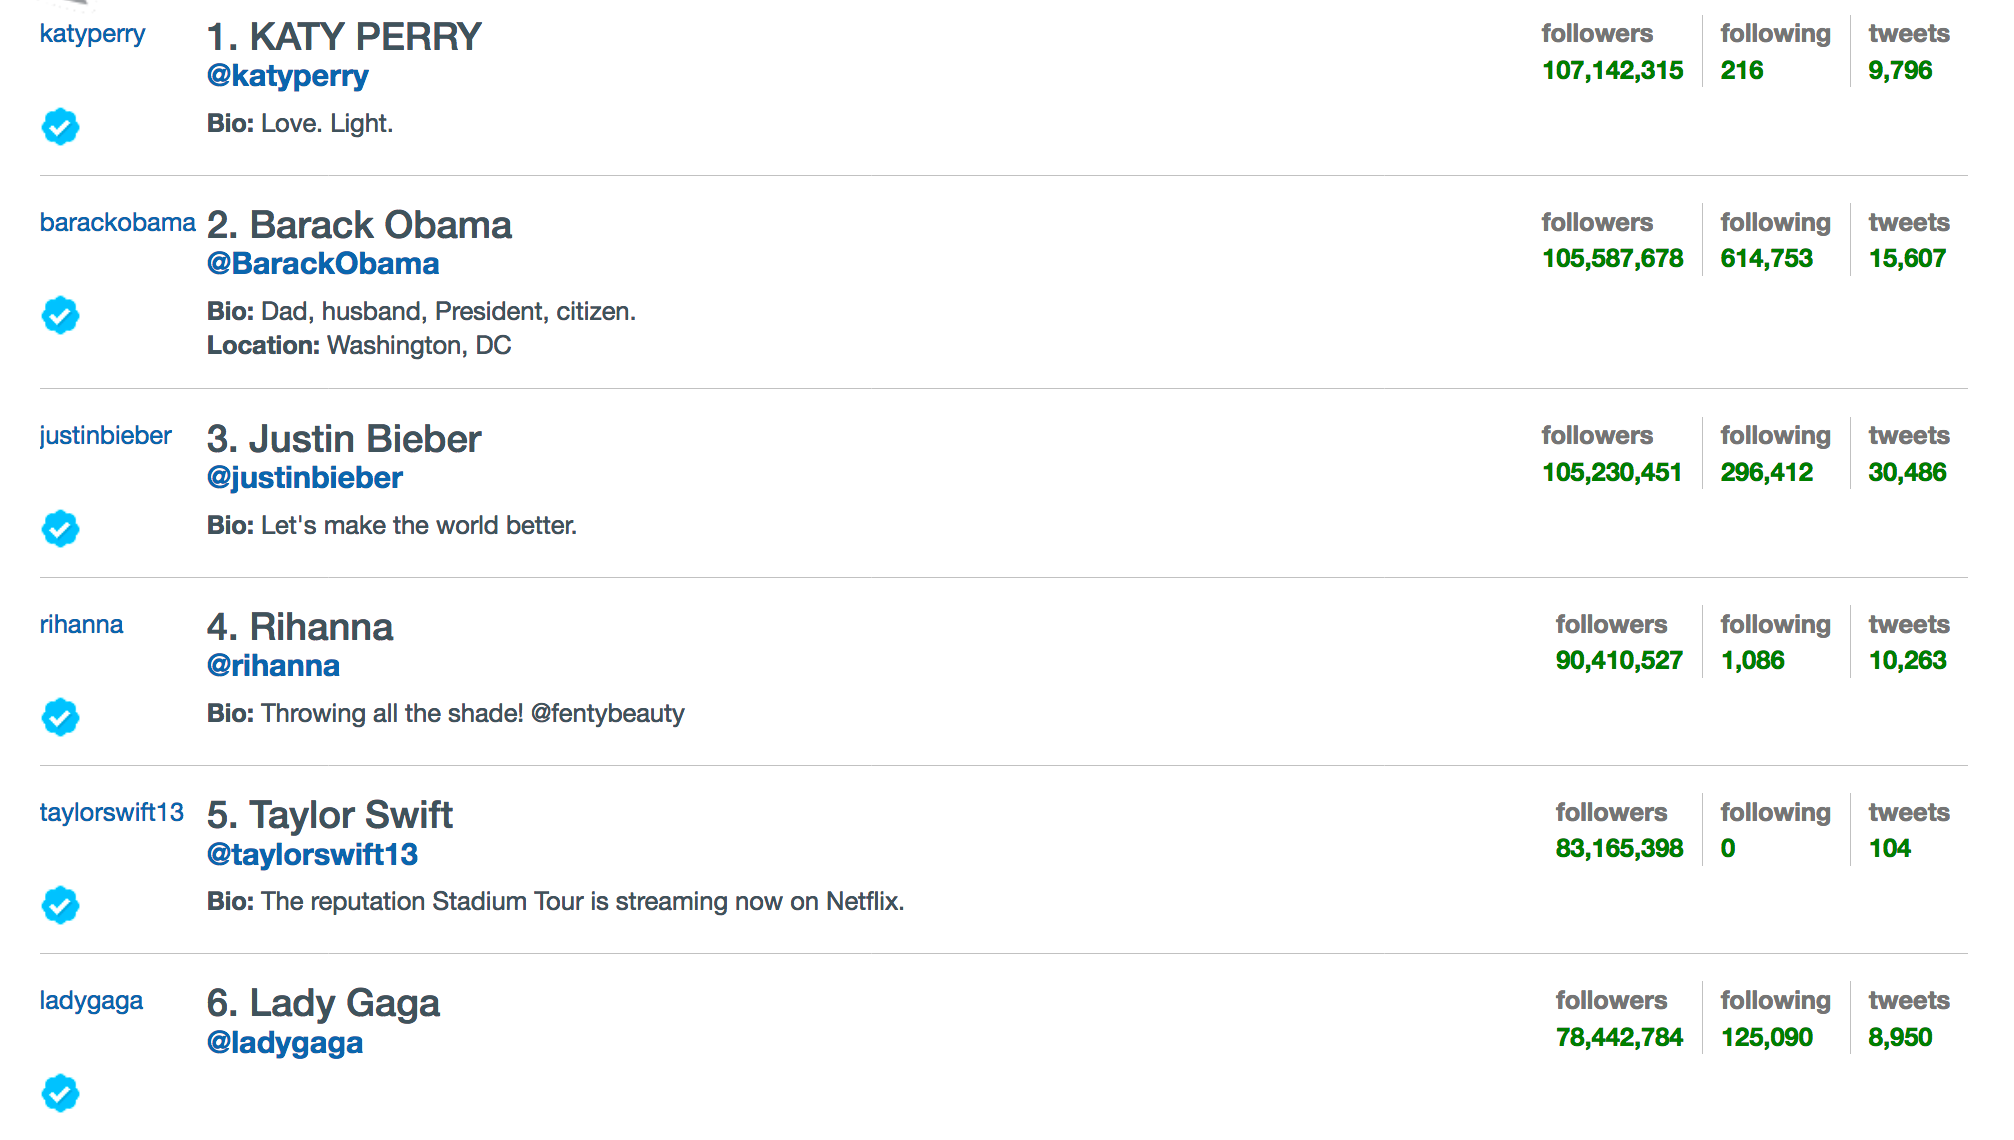 katyperry
1. KATY PERRY
@katyperry
Bio: Love. Light.
followers following tweets
107,142,315 216 9,796
barackobama
2. Barack Obama
@BarackObama
Bio: Dad, husband, President, citizen.
Location: Washington, DC
followers following tweets
105,587,678 614,753 15,607
justinbieber
3. Justin Bieber
@justinbieber
Bio: Let's make the world better.
followers following tweets
105,230,451 296,412 30,486
rihanna
4. Rihanna
@rihanna
Bio: Throwing all the shade! @fentybeauty
followers following tweets
90,410,527 1,086 10,263
taylorswift13
5. Taylor Swift
@taylorswift13
Bio: The reputation Stadium Tour is streaming now on Netflix.
followers following tweets
83,165,398 0 104
ladygaga
6. Lady Gaga
@ladygaga
followers following tweets
78,442,784 125,090 8,950